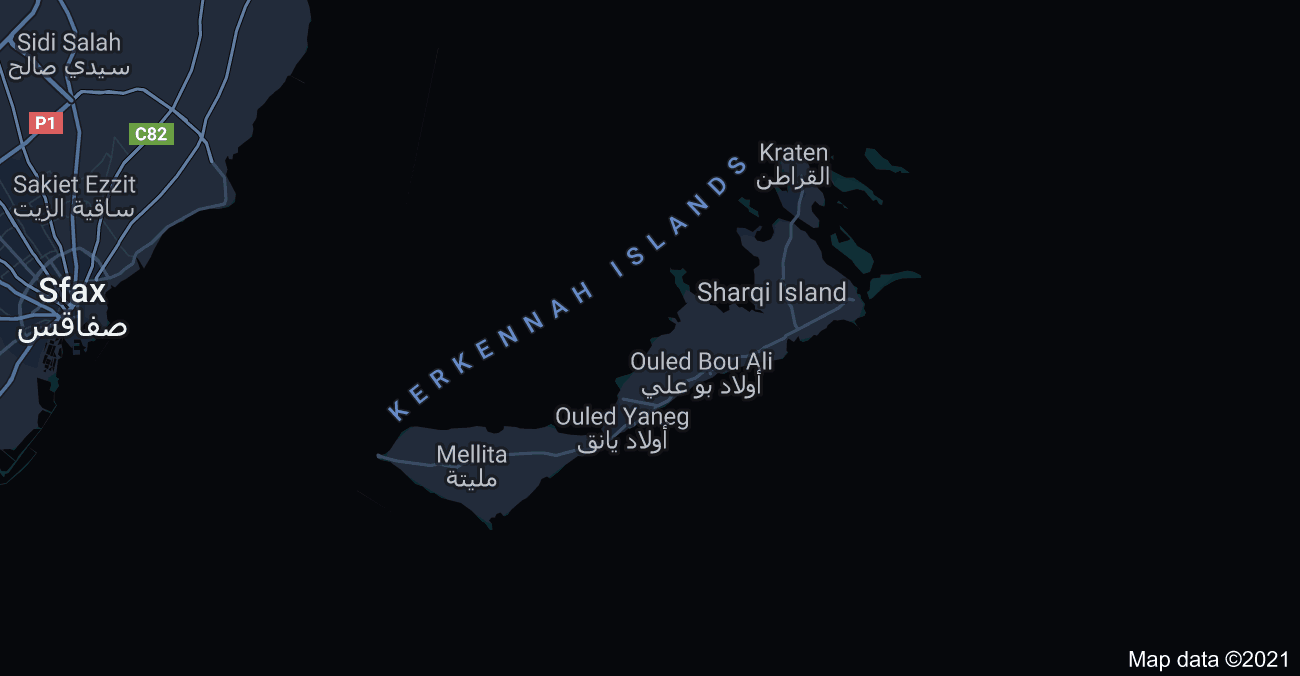 Sidi Salah
سيدي صالح
P1
C82
Sakiet Ezzit
ساقية الزيت
Sfax
صفاقس
KERKENNAH ISLANDS
Kraten
القراطن
Sharqi Island
Ouled Bou Ali
أولاد بو علي
Ouled Yaneg
أولاد يانق
Mellita
مليتة
Map data ©2021